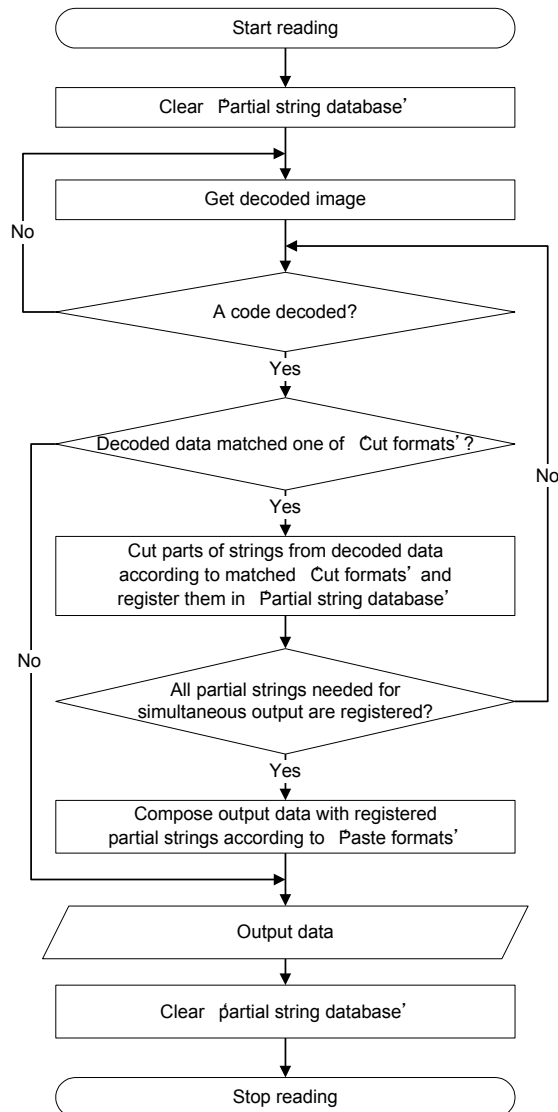 Start reading
Clear ‘Partial string database’
Get decoded image
No
A code decoded?
Yes
Decoded data matched one of ‘Cut formats’?
No
Yes
Cut parts of strings from decoded data
according to matched ‘Cut formats’ and
register them in ‘Partial string database’
No
All partial strings needed for
simultaneous output are registered?
Yes
Compose output data with registered
partial strings according to ‘Paste formats’
Output data
Clear ‘partial string database’
Stop reading